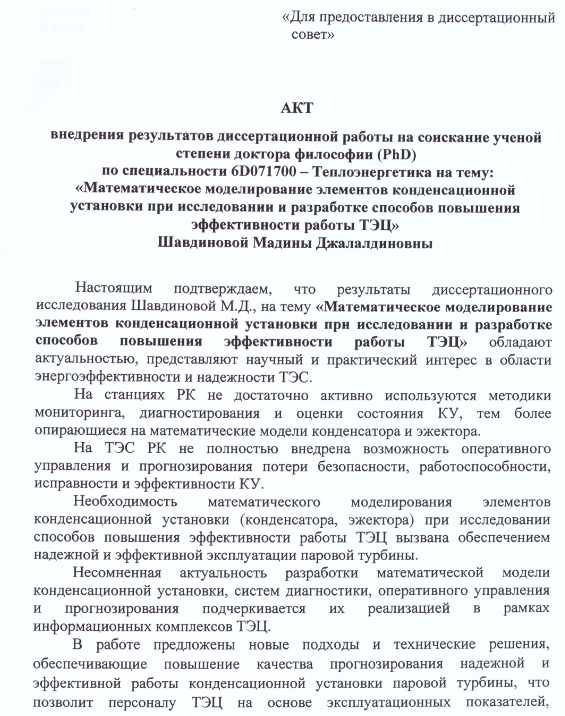 «Для предоставления в диссертационный
совет»
АКТ
внедрения результатов диссертационной работы на соискание ученой
степени доктора философии (PhD)
по специальности 6D071700 – Теплоэнергетика на тему:
«Математическое моделирование элементов конденсационной
установки при исследовании и разработке способов повышения
эффективности работы ТЭЦ»
Шавдиновой Мадины Джалалдиновны
Настоящим подтверждаем, что результаты диссертационного
исследования Шавдиновой М.Д., на тему «Математическое моделирование
элементов конденсационной установки при исследовании и разработке
способов повышения эффективности работы ТЭЦ» обладают
актуальностью, представляют научный и практический интерес в области
энергоэффективности и надежности ТЭС.
На станциях РК не достаточно активно используются методики
мониторинга, диагностирования и оценки состояния КУ, тем более
опирающиеся на математические модели конденсатора и эжектора.
На ТЭС РК не полностью внедрена возможность оперативного
управления и прогнозирования потери безопасности, работоспособности,
исправности и эффективности КУ.
Необходимость математического моделирования элементов
конденсационной установки (конденсатора, эжектора) при исследовании
способов повышения эффективности работы ТЭЦ вызвана обеспечением
надежной и эффективной эксплуатации паровой турбины.
Несомненная актуальность разработки математической модели
конденсационной установки, систем диагностики, оперативного управления
и прогнозирования подчеркивается их реализацией в рамках
информационных комплексов ТЭЦ.
В работе предложены новые подходы и технические решения,
обеспечивающие повышение качества прогнозирования надежной и
эффективной работы конденсационной установки паровой турбины, что
позволит персоналу ТЭЦ на основе эксплуатационных показателей,